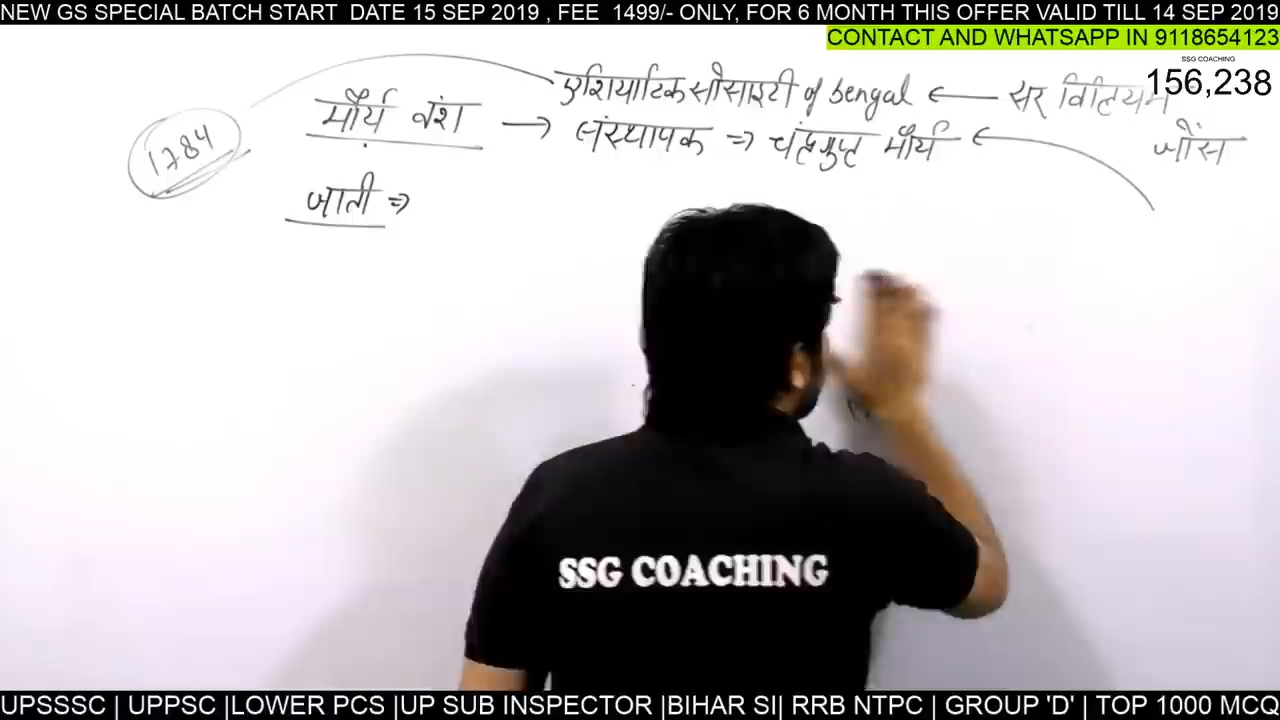 NEW GS SPECIAL BATCH START DATE 15 SEP 2019 , FEE 1499/- ONLY, FOR 6 MONTH THIS OFFER VALID TILL 14 SEP 2019
CONTACT AND WHATSAPP IN 9118654123
SSG COACHING
156,238
एशियाटिक सोसाइटी of bengal ← सर विलियम जोंस
1784
मौर्य वंश → संस्थापक ⇒ चंद्रगुप्त मौर्य ←
जाती ⇒
SSG COACHING
UPSSSC | UPPSC |LOWER PCS |UP SUB INSPECTOR |BIHAR SI| RRB NTPC | GROUP 'D' | TOP 1000 MCQ